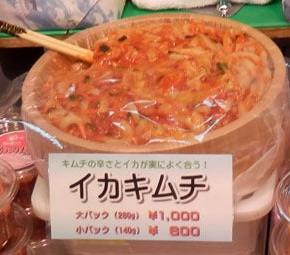 キムチの辛さとイカが実によく合う！
イカキムチ
大パック（280g） ￥1,000
小パック（140g） ￥ 600